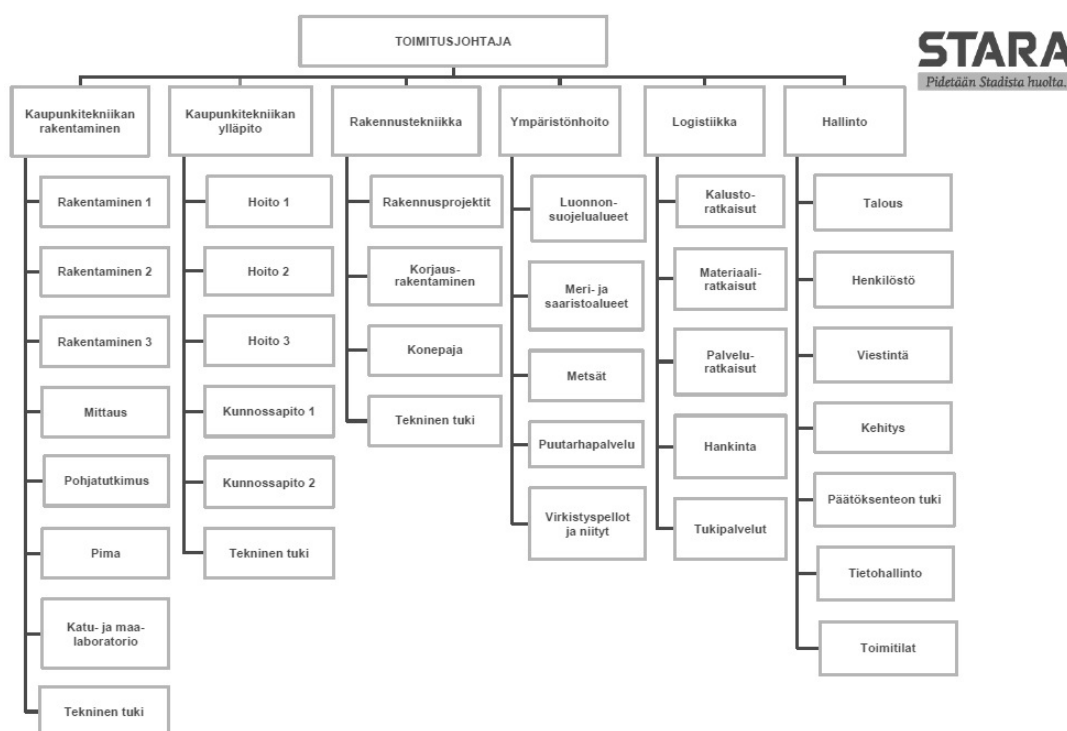 TOIMITUSJOHTAJA
STARA
Pidetään Stadista huolta.
Kaupunkitekniikan
rakentaminen
Rakentaminen 1
Rakentaminen 2
Rakentaminen 3
Mittaus
Pohjatutkimus
Pima
Katu- ja maa-
laboratorio
Tekninen tuki
Kaupunkitekniikan
ylläpito
Hoito 1
Hoito 2
Hoito 3
Kunnossapito 1
Kunnossapito 2
Tekninen tuki
Rakennustekniikka
Rakennusprojektit
Korjaus-
rakentaminen
Konepaja
Tekninen tuki
Ympäristönhoito
Luonnon-
suojelualueet
Meri- ja
saaristoalueet
Metsät
Puutarhapalvelu
Virkistyspellot
ja niityt
Logistiikka
Kalusto-
ratkaisut
Materiaali-
ratkaisut
Palvelu-
ratkaisut
Hankinta
Tukipalvelut
Hallinto
Talous
Henkilöstö
Viestintä
Kehitys
Päätöksenteon tuki
Tietohallinto
Toimitilat